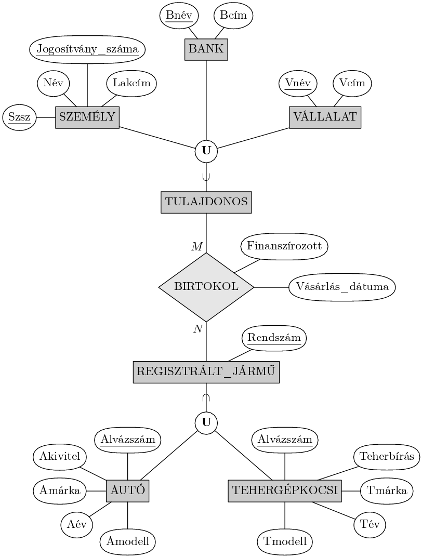 Bnév Bcím
BANK
Jogosítvány_száma
Név Lakcím
Szsz SZEMÉLY
Vnév Vcím
VÁLLALAT
U
∪
TULAJDONOS
M
Finanszírozott
BIRTOKOL
Vásárlás_dátuma
N
Rendszám
REGISZTRÁLT_JÁRMŰ
∩
U
Alvázszám Alvázszám
Akivitel Teherbírás
Amárka AUTÓ TEHERGÉPKOCSI Tmárka
Aév Tév
Amodell Tmodell